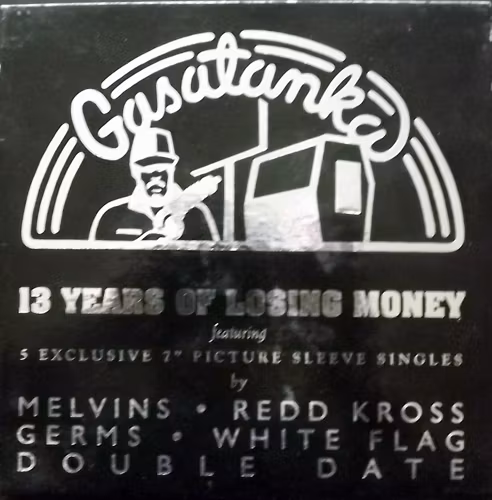 Gasatanka
13 YEARS OF LOSING MONEY
featuring
5 EXCLUSIVE 7" PICTURE SLEEVE SINGLES
by
MELVINS • REDD KROSS
GERMS • WHITE FLAG
DOUBLE DATE